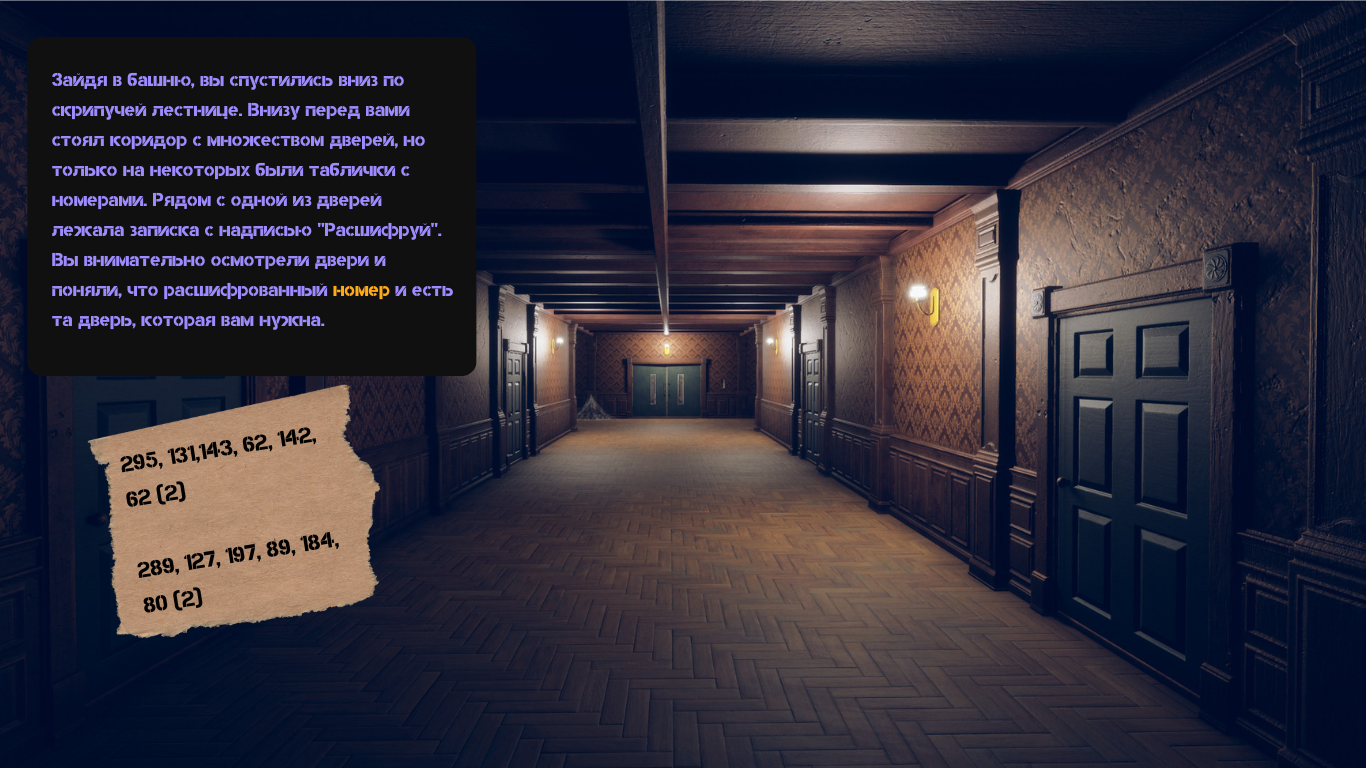 Зайдя в башню, вы спустились вниз по
скрипучей лестнице. Внизу перед вами
стоял коридор с множеством дверей, но
только на некоторых были таблички с
номерами. Рядом с одной из дверей
лежала записка с надписью "Расшифруй".
Вы внимательно осмотрели двери и
поняли, что расшифрованный номер и есть
та дверь, которая вам нужна.
295, 131,143, 62, 142,
62 (2)
289, 127, 197, 89, 184,
80 (2)